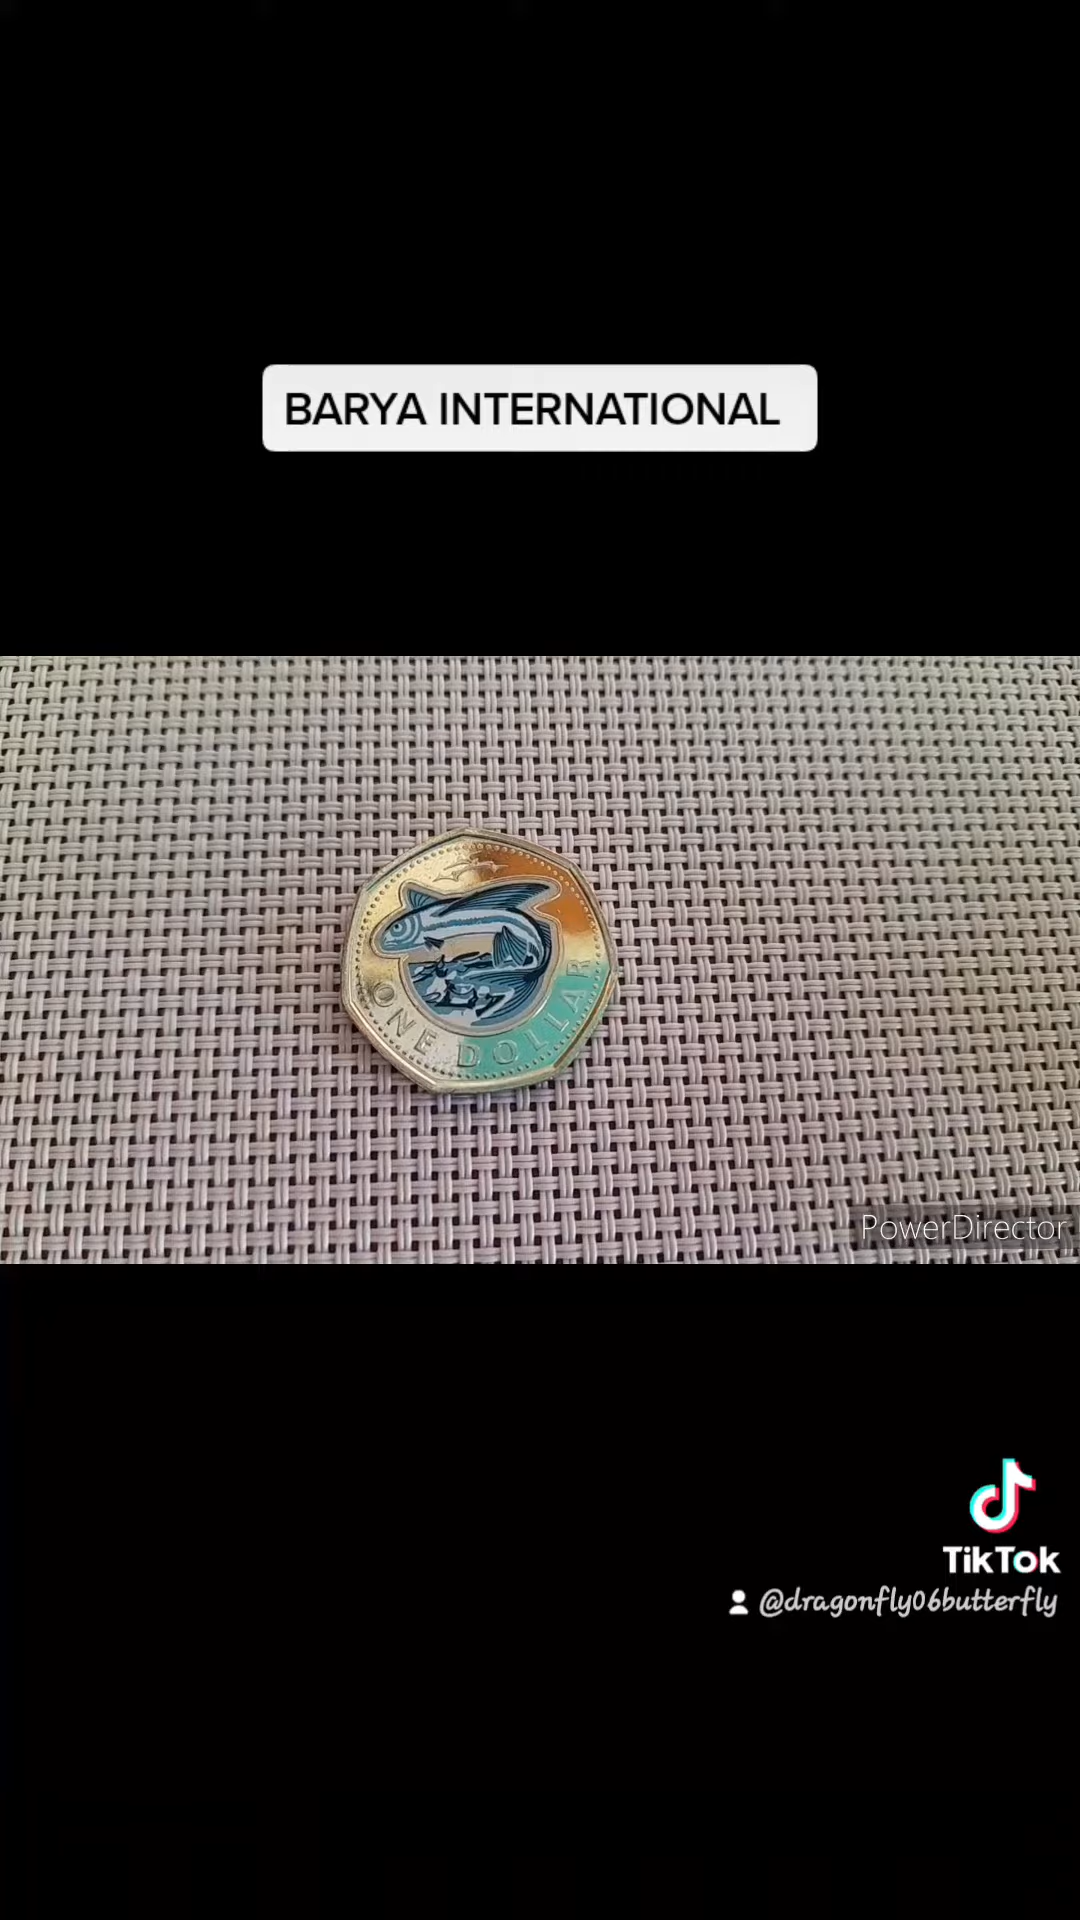 BARYA INTERNATIONAL
ONE DOLLAR
PowerDirector
TikTok
@dragonfly06butterfly